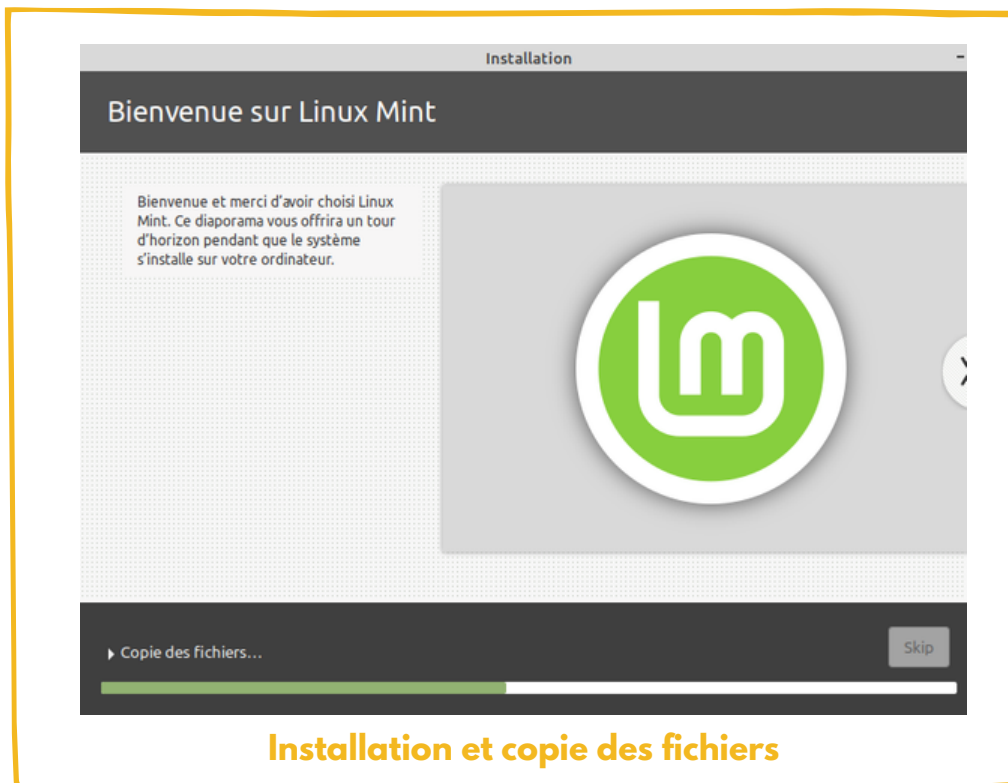 Installation
Bienvenue sur Linux Mint
Bienvenue et merci d'avoir choisi Linux
Mint. Ce diaporama vous offrira un tour
d'horizon pendant que le système
s'installe sur votre ordinateur.
Copie des fichiers...
Skip
Installation et copie des fichiers